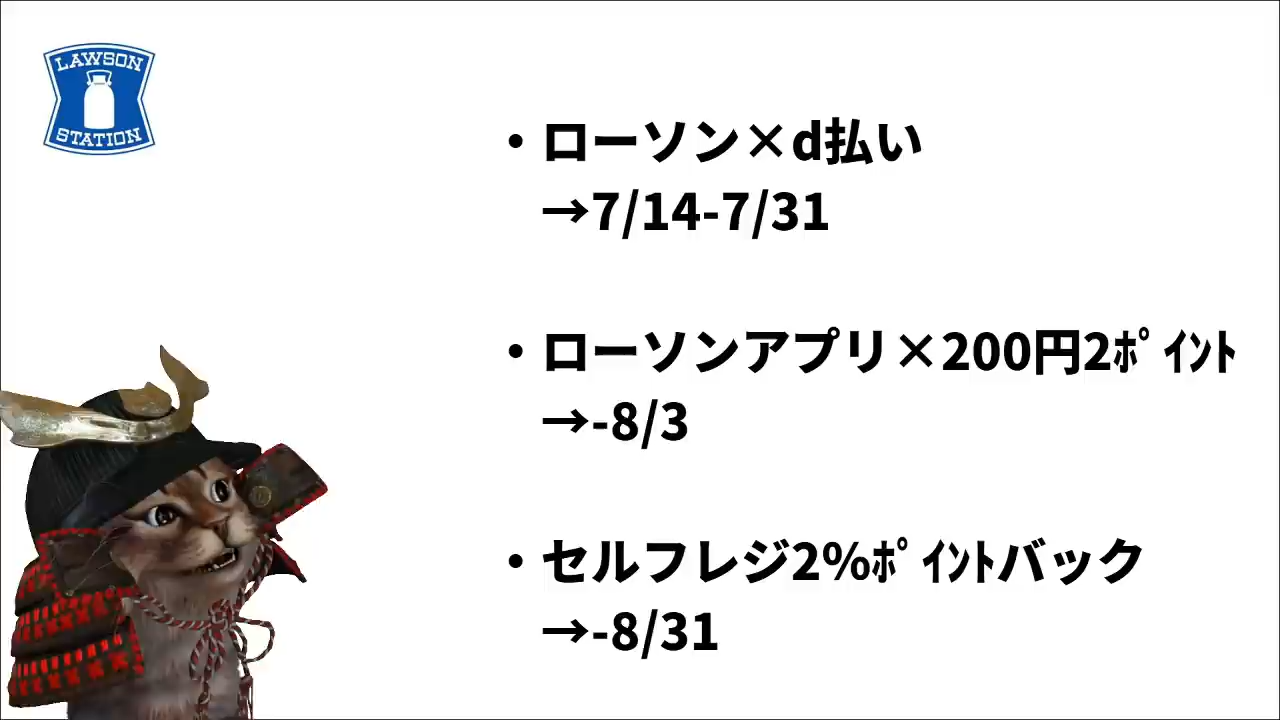 LAWSON
STATION
・ローソン×d払い
→7/14-7/31
・ローソンアプリ×200円2ﾎﾟｲﾝﾄ
→-8/3
・セルフレジ2%ﾎﾟｲﾝﾄバック
→-8/31